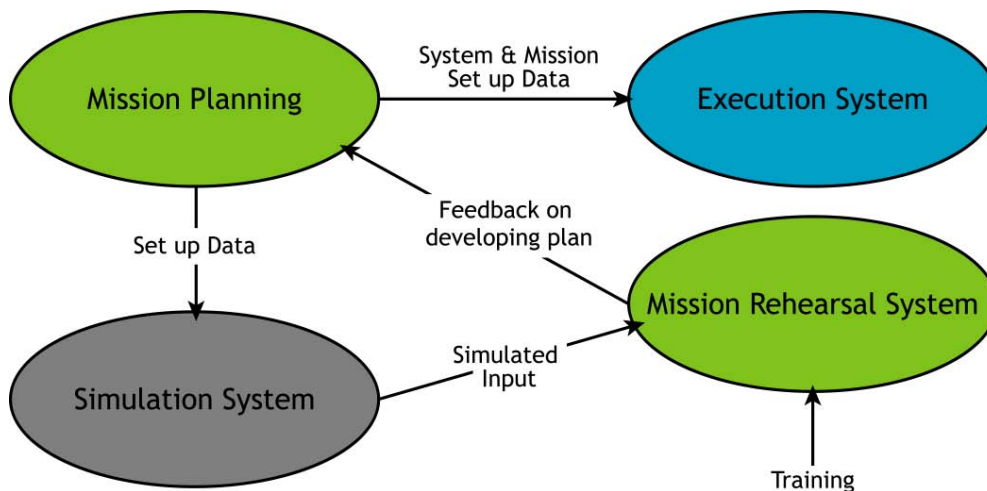 Mission Planning
System & Mission
Set up Data
Execution System
Feedback on
developing plan
Set up Data
Mission Rehearsal System
Simulated
Input
Simulation System
Training